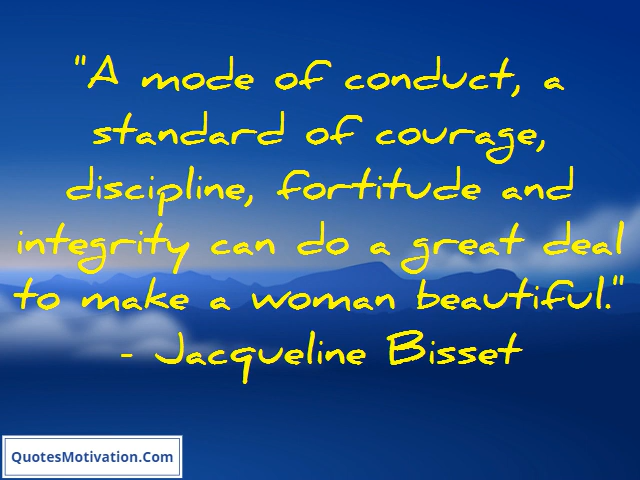 "A mode of conduct, a
standard of courage,
discipline, fortitude and
integrity can do a great deal
to make a woman beautiful."
- Jacqueline Bisset
QuotesMotivation.Com